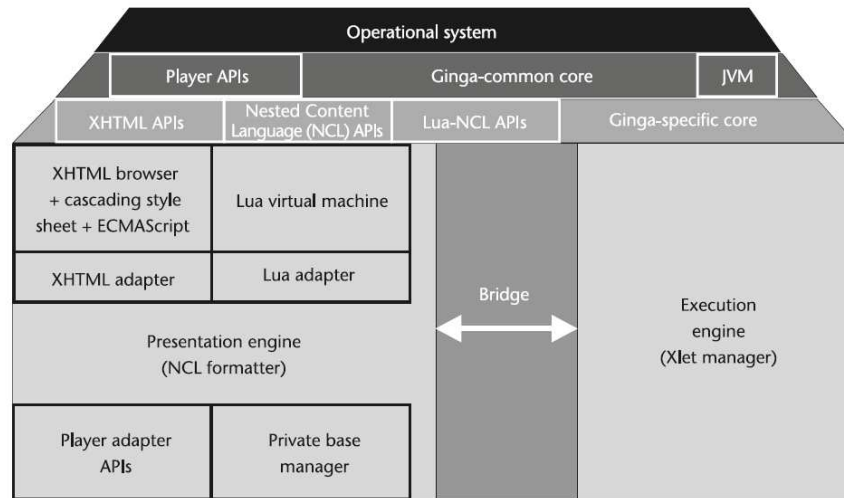 Operational system
Player APIs
Ginga-common core
JVM
XHTML APIs
Nested Content
Language (NCL) APIs
Lua-NCL APIs
Ginga-specific core
XHTML browser
+ cascading style
sheet + ECMAScript
Lua virtual machine
XHTML adapter
Lua adapter
Bridge
Presentation engine
(NCL formatter)
Execution
engine
(Xlet manager)
Player adapter
APIs
Private base
manager